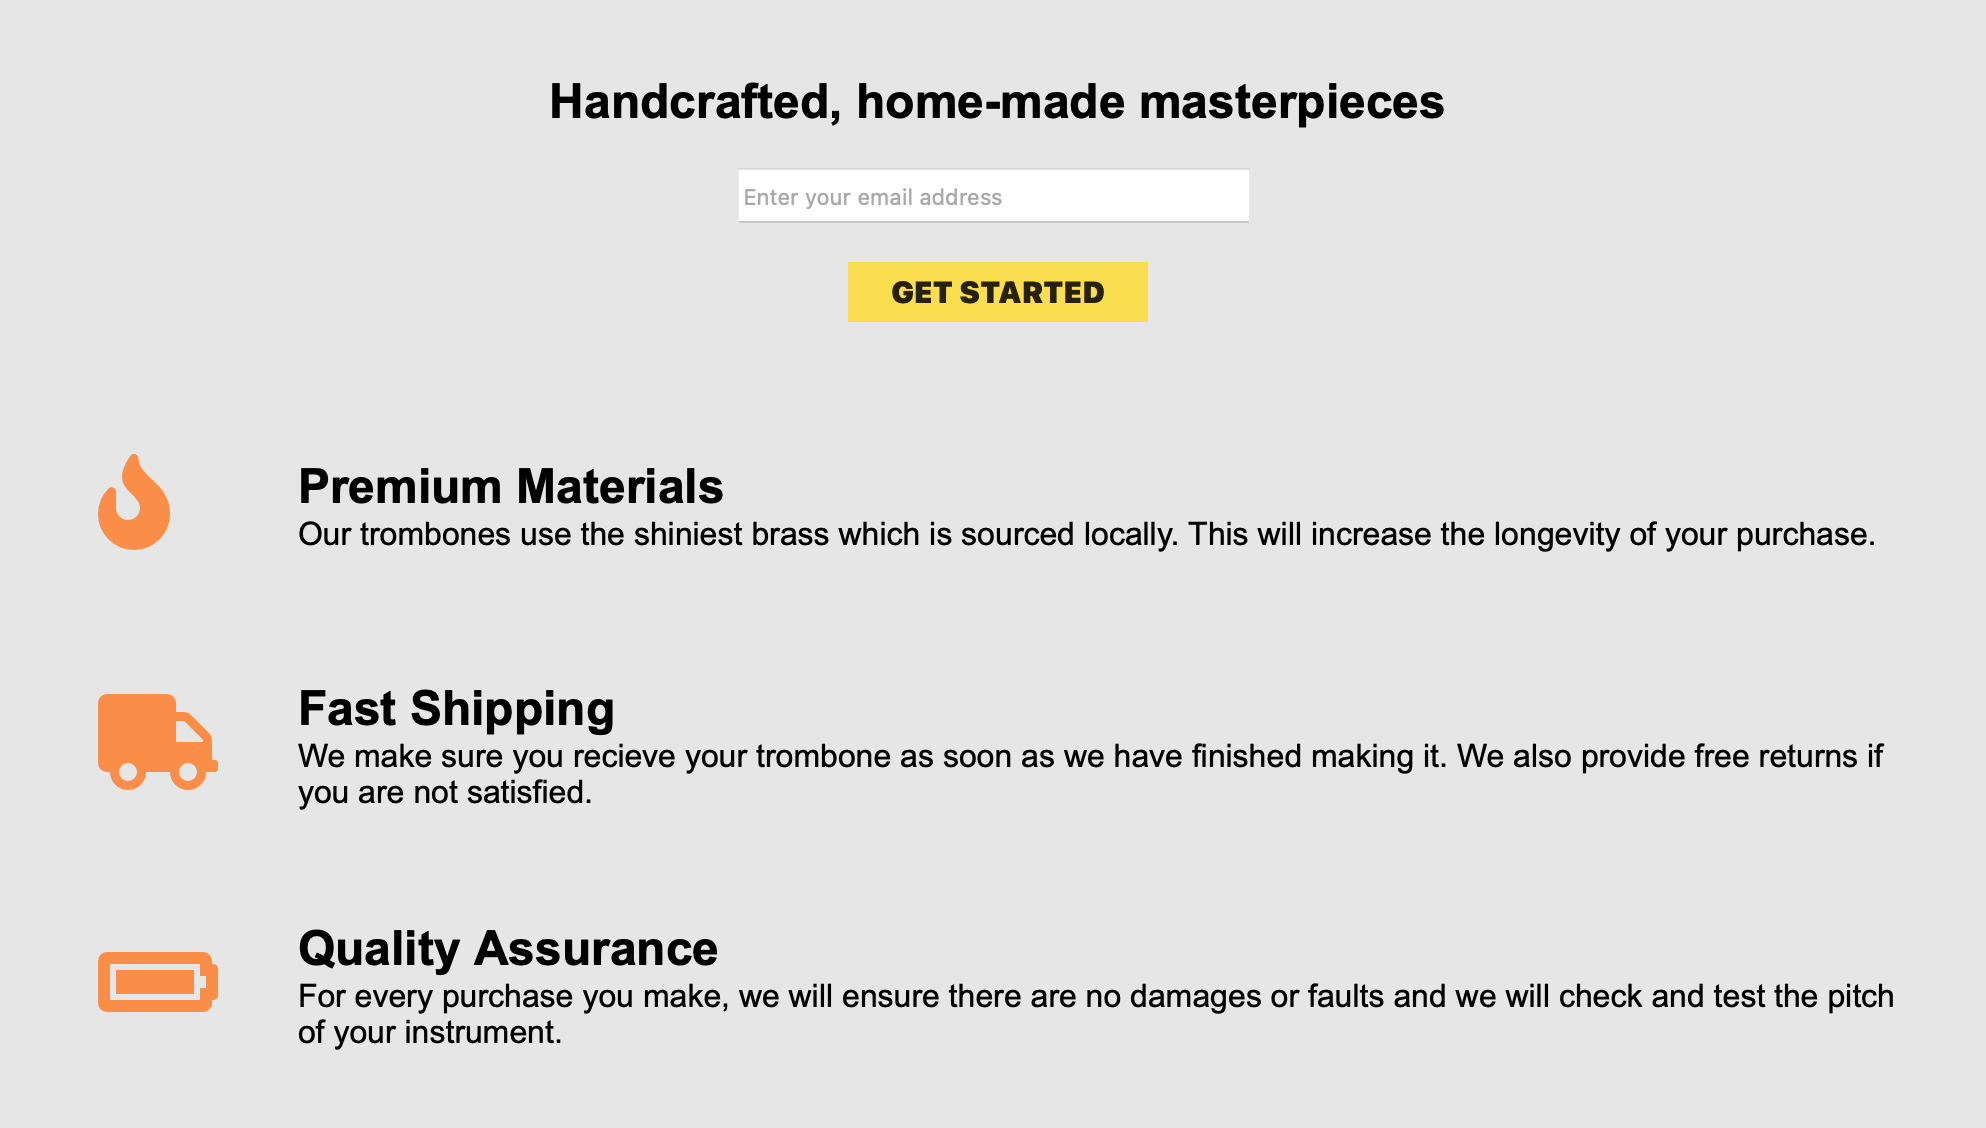 Handcrafted, home-made masterpieces
Enter your email address
GET STARTED
Premium Materials
Our trombones use the shiniest brass which is sourced locally. This will increase the longevity of your purchase.
Fast Shipping
We make sure you recieve your trombone as soon as we have finished making it. We also provide free returns if
you are not satisfied.
Quality Assurance
For every purchase you make, we will ensure there are no damages or faults and we will check and test the pitch
of your instrument.